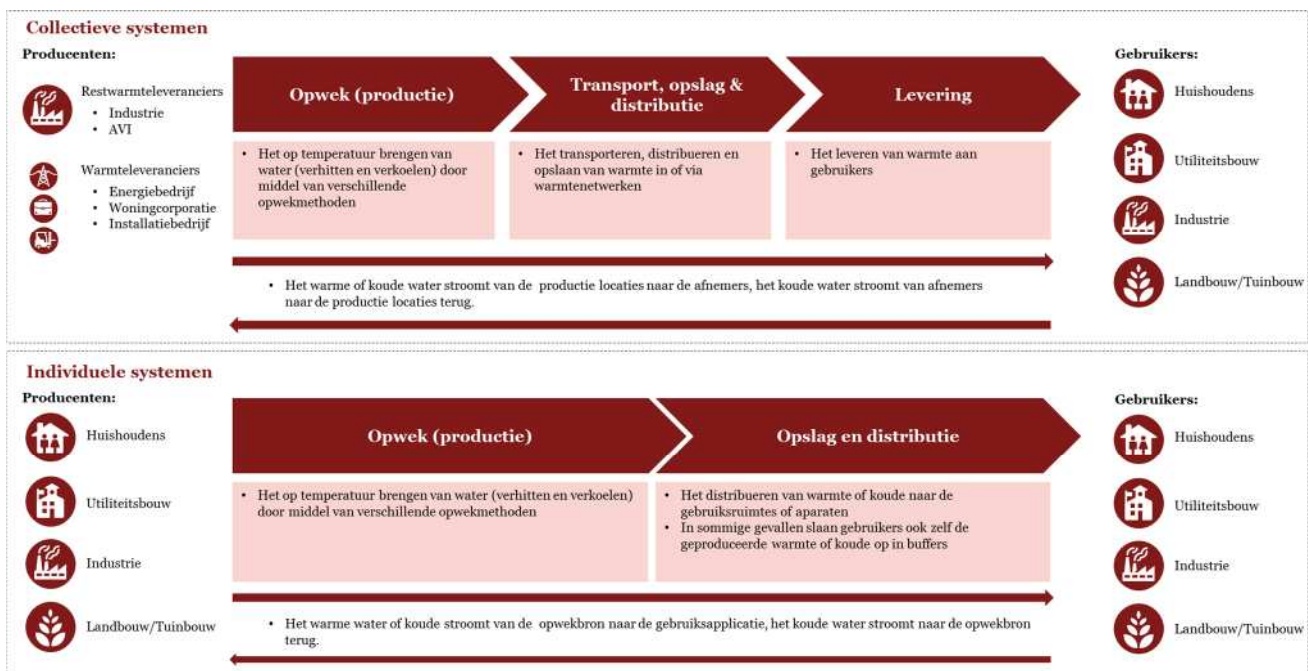 Collectieve systemen
Producenten:
Restwarmteleveranciers
• Industrie
• AVI
Warmteleveranciers
• Energiebedrijf
• Woningcorporatie
• Installatiebedrijf
Opwek (productie)
• Het op temperatuur brengen van
water (verhitten en verkoelen) door
middel van verschillende
opwekmethoden
Transport, opslag &
distributie
• Het transporteren, distribueren en
opslaan van warmte in of via
warmtenetwerken
Levering
• Het leveren van warmte aan
gebruikers
• Het warme of koude water stroomt van de productie locaties naar de afnemers, het koude water stroomt van afnemers
naar de productie locaties terug.
Gebruikers:
Huishoudens
Utiliteitsbouw
Industrie
Landbouw/Tuinbouw
Individuele systemen
Producenten:
Huishoudens
Utiliteitsbouw
Industrie
Landbouw/Tuinbouw
Opwek (productie)
• Het op temperatuur brengen van water (verhitten en verkoelen)
door middel van verschillende opwekmethoden
Opslag en distributie
• Het distribueren van warmte of koude naar de
gebruiksruimtes of aparaten
• In sommige gevallen slaan gebruikers ook zelf de
geproduceerde warmte of koude op in buffers
• Het warme water of koude stroomt van de opwekbron naar de gebruiksapplicatie, het koude water stroomt naar de opwekbron
terug.
Gebruikers:
Huishoudens
Utiliteitsbouw
Industrie
Landbouw/Tuinbouw